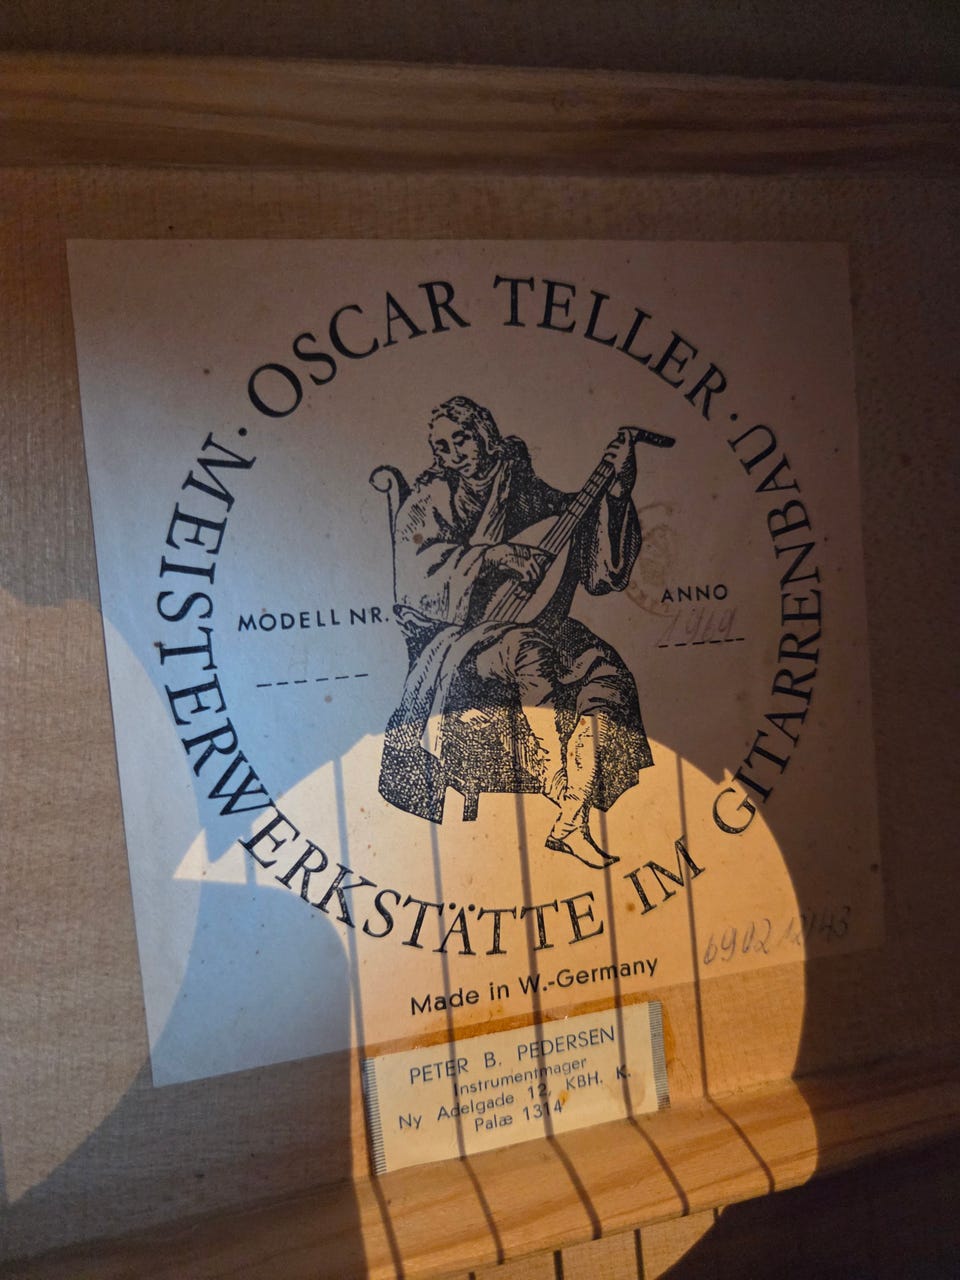 · OSCAR TELLER ·
MEISTERWERKSTÄTTE IM GITARRENBAU
MODELL NR.
ANNO
1969
Made in W.-Germany
PETER B. PEDERSEN
Instrumentmager
Ny Adelgade 12, KBH. K.
Palæ 1314